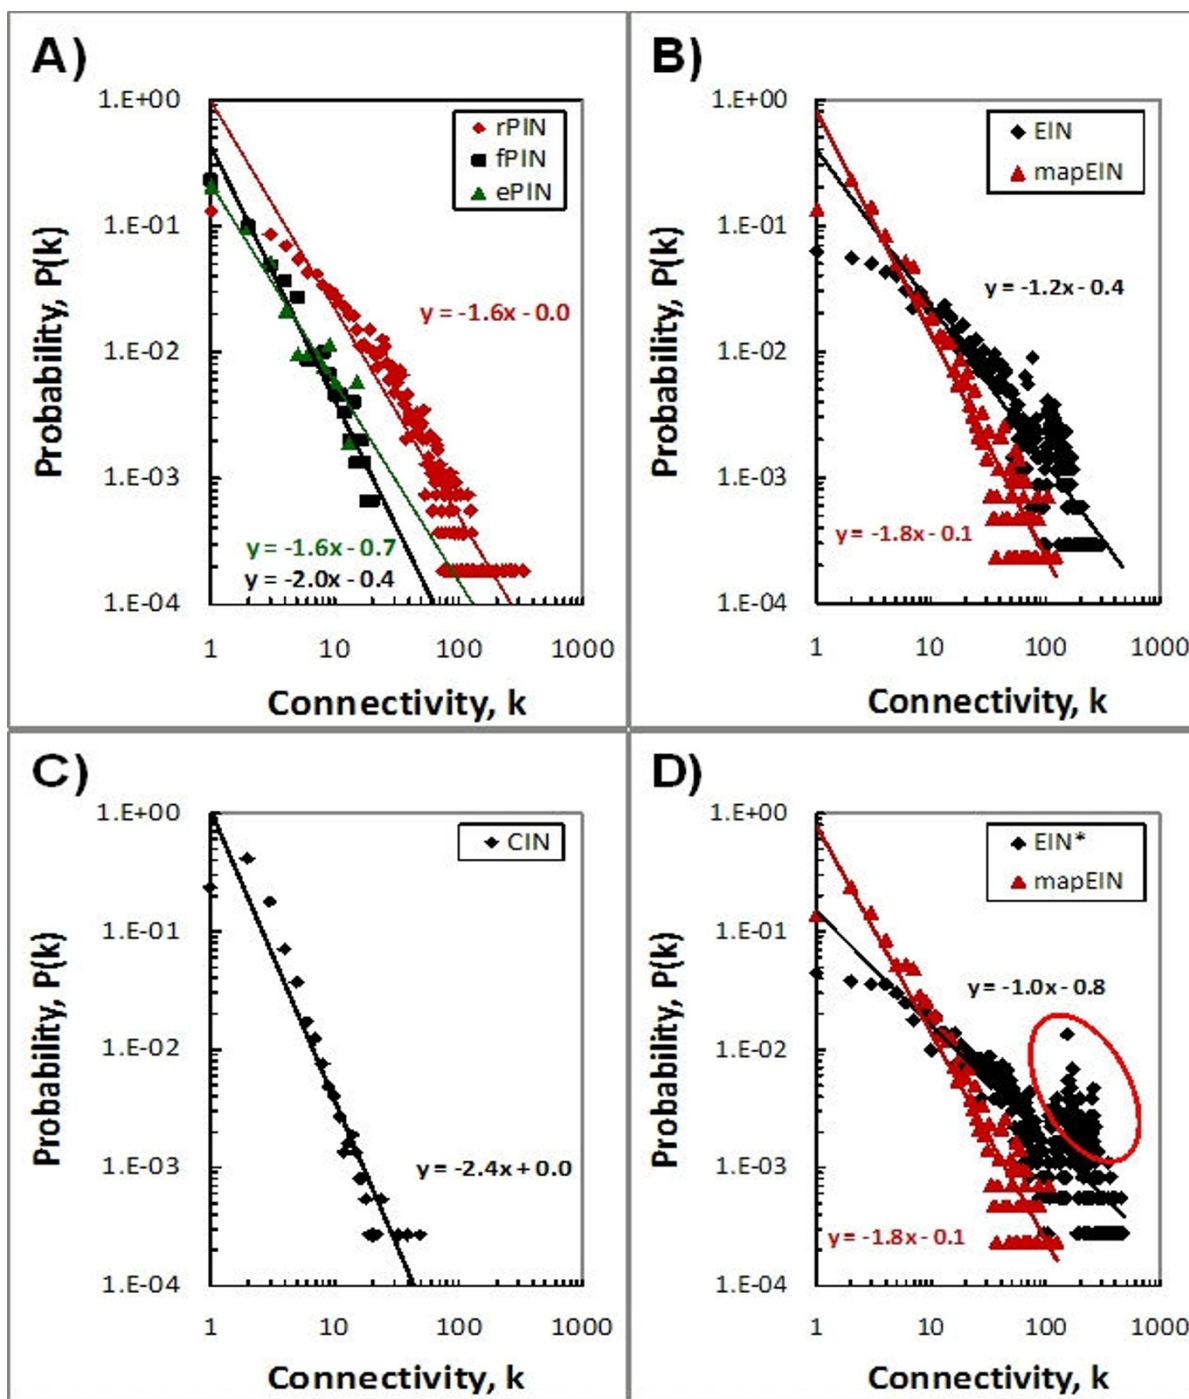 A)
1.E+00
1.E-01
1.E-02
1.E-03
1.E-04
Probability, P(k)
rPIN
fPIN
ePIN
y = -1.6x - 0.0
y = -1.6x - 0.7
y = -2.0x - 0.4
1 10 100 1000
Connectivity, k
B)
1.E+00
1.E-01
1.E-02
1.E-03
1.E-04
Probability, P(k)
EIN
mapEIN
y = -1.2x - 0.4
y = -1.8x - 0.1
1 10 100 1000
Connectivity, k
C)
1.E+00
1.E-01
1.E-02
1.E-03
1.E-04
Probability, P(k)
CIN
y = -2.4x + 0.0
1 10 100 1000
Connectivity, k
D)
1.E+00
1.E-01
1.E-02
1.E-03
1.E-04
Probability, P(k)
EIN*
mapEIN
y = -1.0x - 0.8
y = -1.8x - 0.1
1 10 100 1000
Connectivity, k